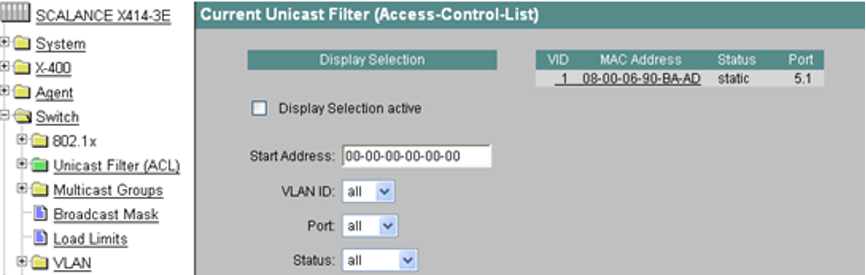 SCALANCE X414-3E
System
X-400
Agent
Switch
802.1x
Unicast Filter (ACL)
Multicast Groups
Broadcast Mask
Load Limits
VLAN
Current Unicast Filter (Access-Control-List)
Display Selection
Display Selection active
Start Address: 00-00-00-00-00-00
VLAN ID: all
Port: all
Status: all
VID MAC Address Status Port
1 08-00-06-90-BA-AD static 5.1